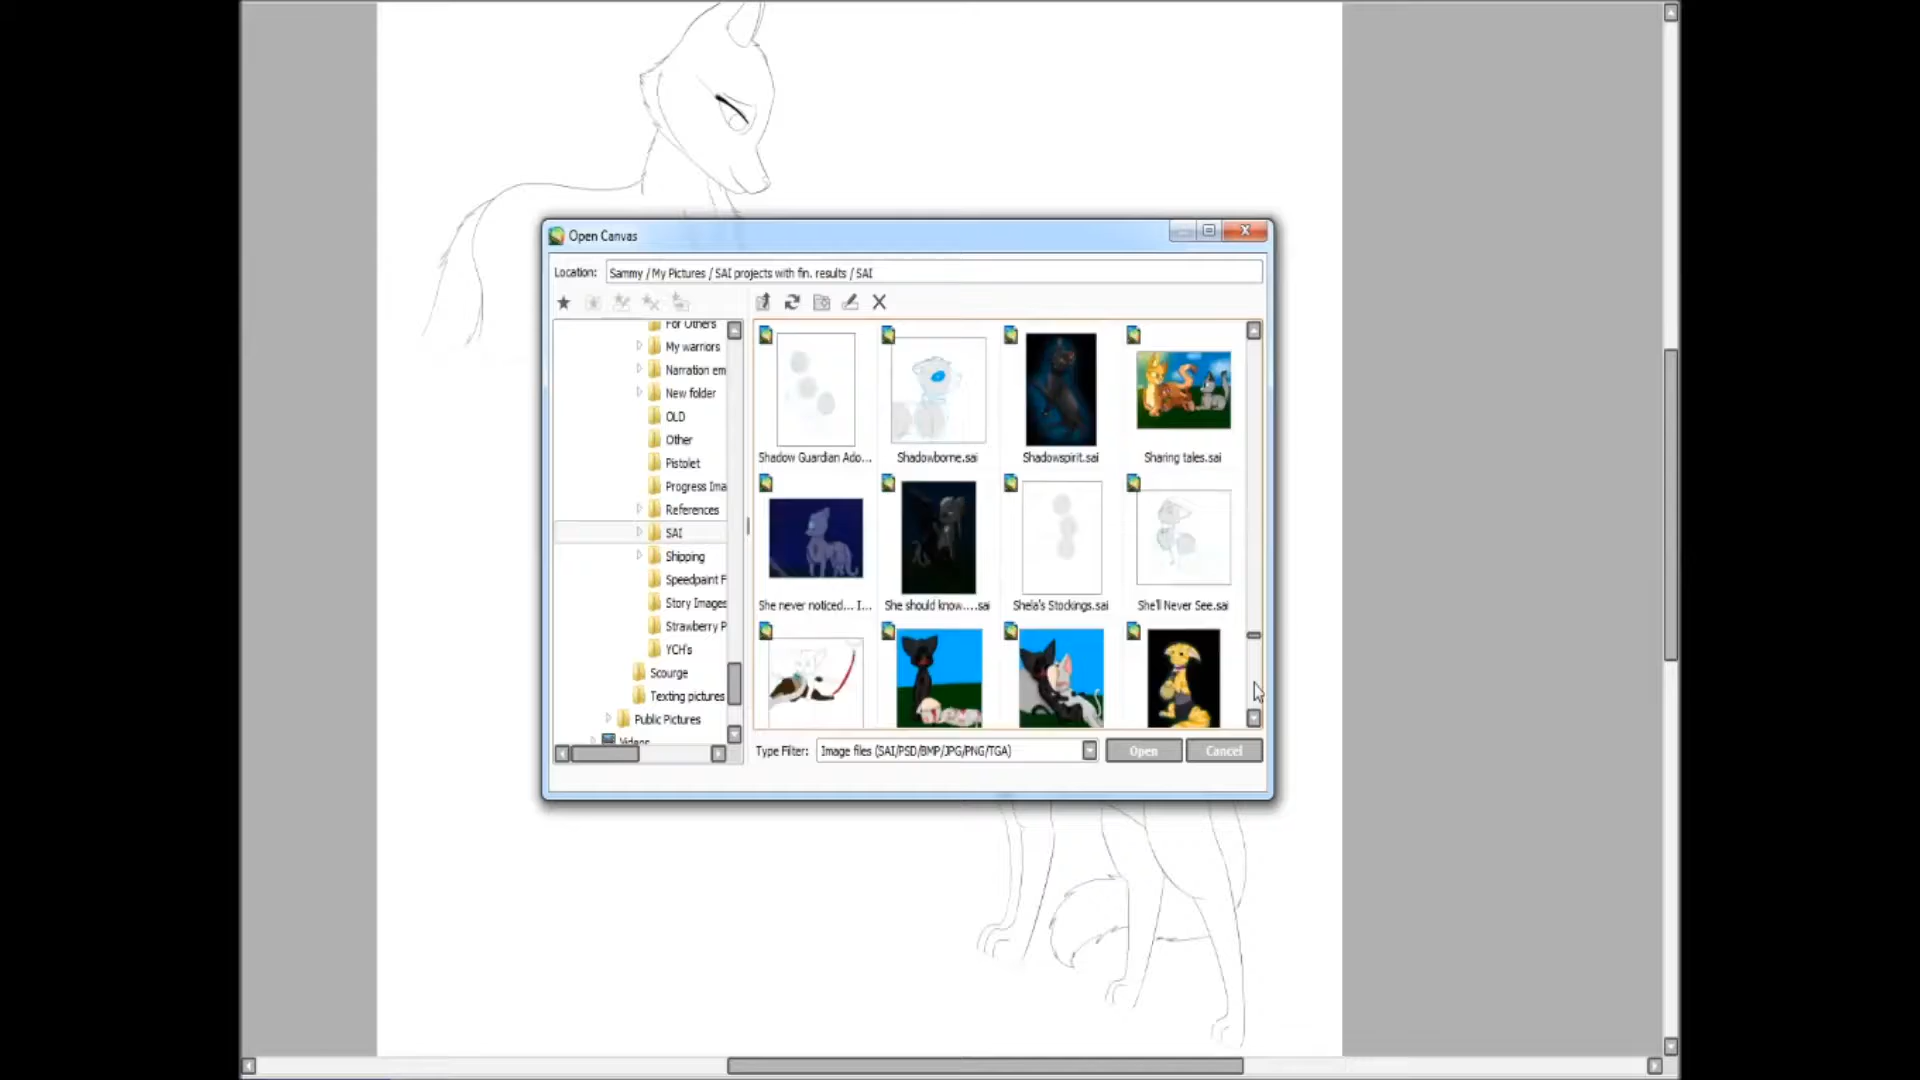 Open Canvas
Location: Sammy / My Pictures / SAI projects with fin. results / SAI
For Others
My warriors
Narration em
New folder
OLD
Other
Pistolet
Progress Ima
References
SAI
Shipping
Speedpaint F
Story Images
Strawberry P
YCH's
Scourge
Texting pictures
Public Pictures
Videos
Shadow Guardian Ado... Shadowborne.sai Shadowspirit.sai Sharing tales.sai
She never noticed... I... She should know....sai Shela's Stockings.sai She'll Never See.sai
Type Filter: Image files (SAI/PSD/BMP/JPG/PNG/TGA) Open Cancel